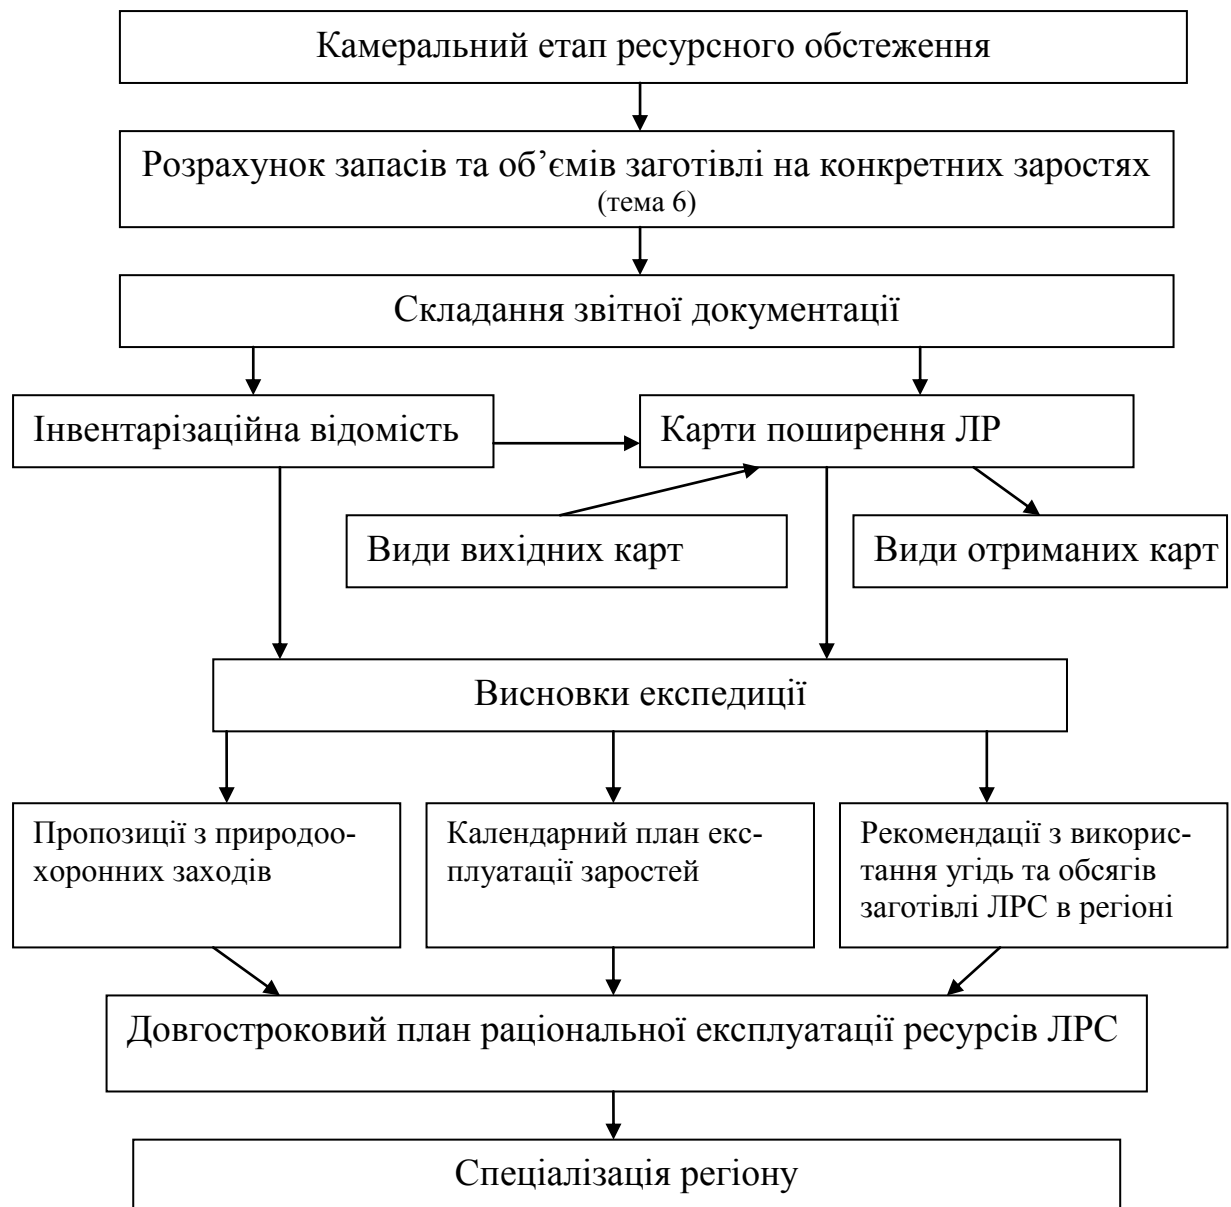 Камеральний етап ресурсного обстеження
Розрахунок запасів та об’ємів заготівлі на конкретних заростях
(тема 6)
Складання звітної документації
Інвентарізаційна відомість
Карти поширення ЛР
Види вихідних карт
Види отриманих карт
Висновки експедиції
Пропозиції з природоо-
хоронних заходів
Календарний план екс-
плуатації заростей
Рекомендації з викорис-
тання угідь та обсягів
заготівлі ЛРС в регіоні
Довгостроковий план раціональної експлуатації ресурсів ЛРС
Спеціалізація регіону